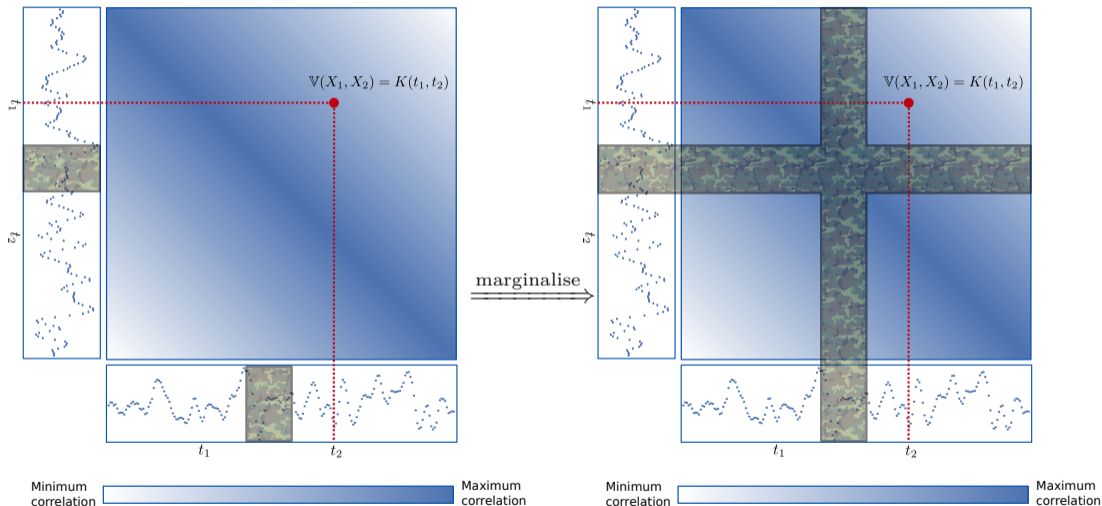 𝕍(X₁, X₂) = K(t₁, t₂)
t₁
t₂
t₁
t₂
Minimum
correlation
Maximum
correlation
marginalise
𝕍(X₁, X₂) = K(t₁, t₂)
t₁
t₂
t₁
t₂
Minimum
correlation
Maximum
correlation